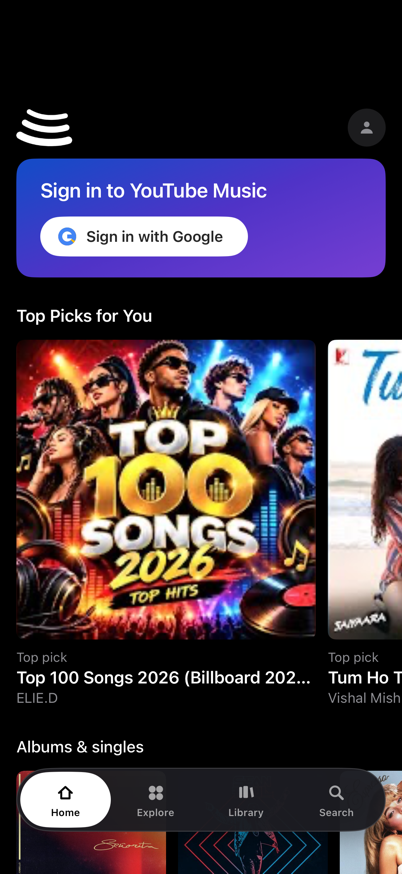 Sign in to YouTube Music
Sign in with Google
Top Picks for You
TOP
100
SONGS
2026
TOP HITS
SAIYAARA
Top pick
Top pick
Top 100 Songs 2026 (Billboard 202...
Tum Ho T
ELIE.D
Vishal Mish
Albums & singles
Señorita
Home
Explore
Library
Search